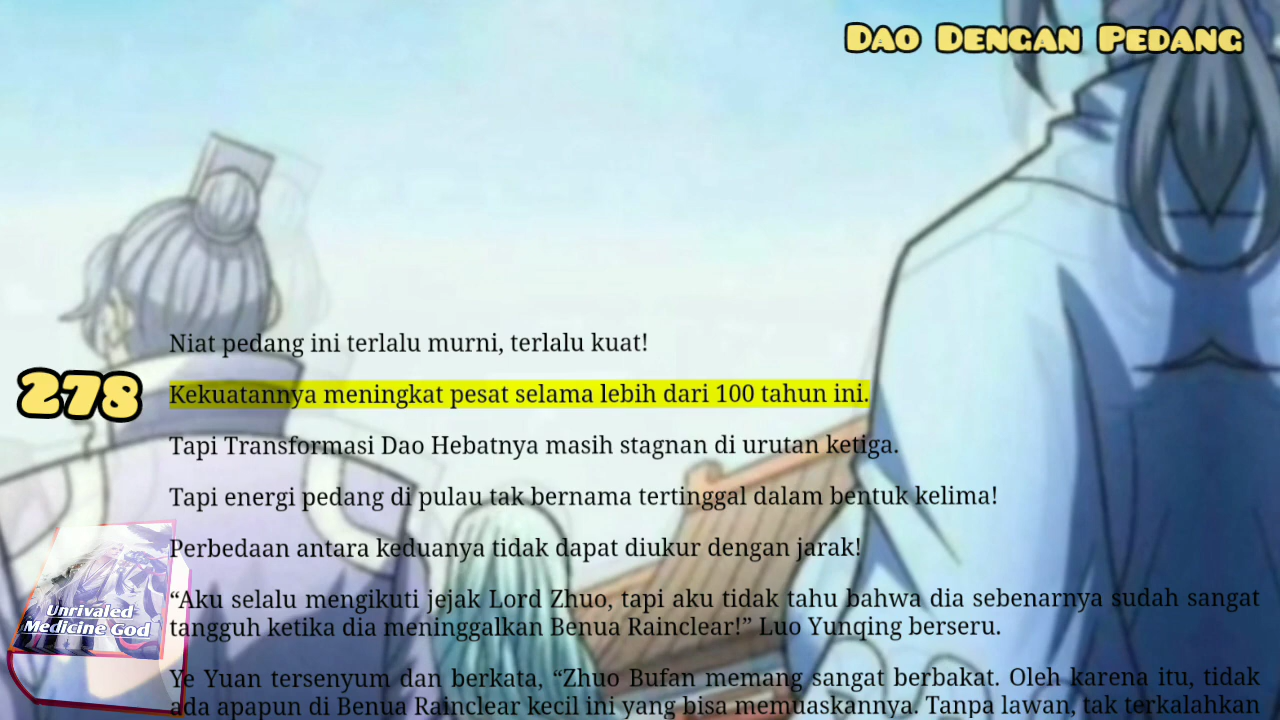 Dao Dengan Pedang
Niat pedang ini terlalu murni, terlalu kuat!
278
Kekuatannya meningkat pesat selama lebih dari 100 tahun ini.
Tapi Transformasi Dao Hebatnya masih stagnan di urutan ketiga.
Tapi energi pedang di pulau tak bernama tertinggal dalam bentuk kelima!
Perbedaan antara keduanya tidak dapat diukur dengan jarak!
“Aku selalu mengikuti jejak Lord Zhuo, tapi aku tidak tahu bahwa dia sebenarnya sudah sangat
tangguh ketika dia meninggalkan Benua Rainclear!” Luo Yunqing berseru.
Unrivaled
Medicine God
Ye Yuan tersenyum dan berkata, “Zhuo Bufan memang sangat berbakat. Oleh karena itu, tidak
ada apapun di Benua Rainclear kecil ini yang bisa memuaskannya. Tanpa lawan, tak terkalahkan